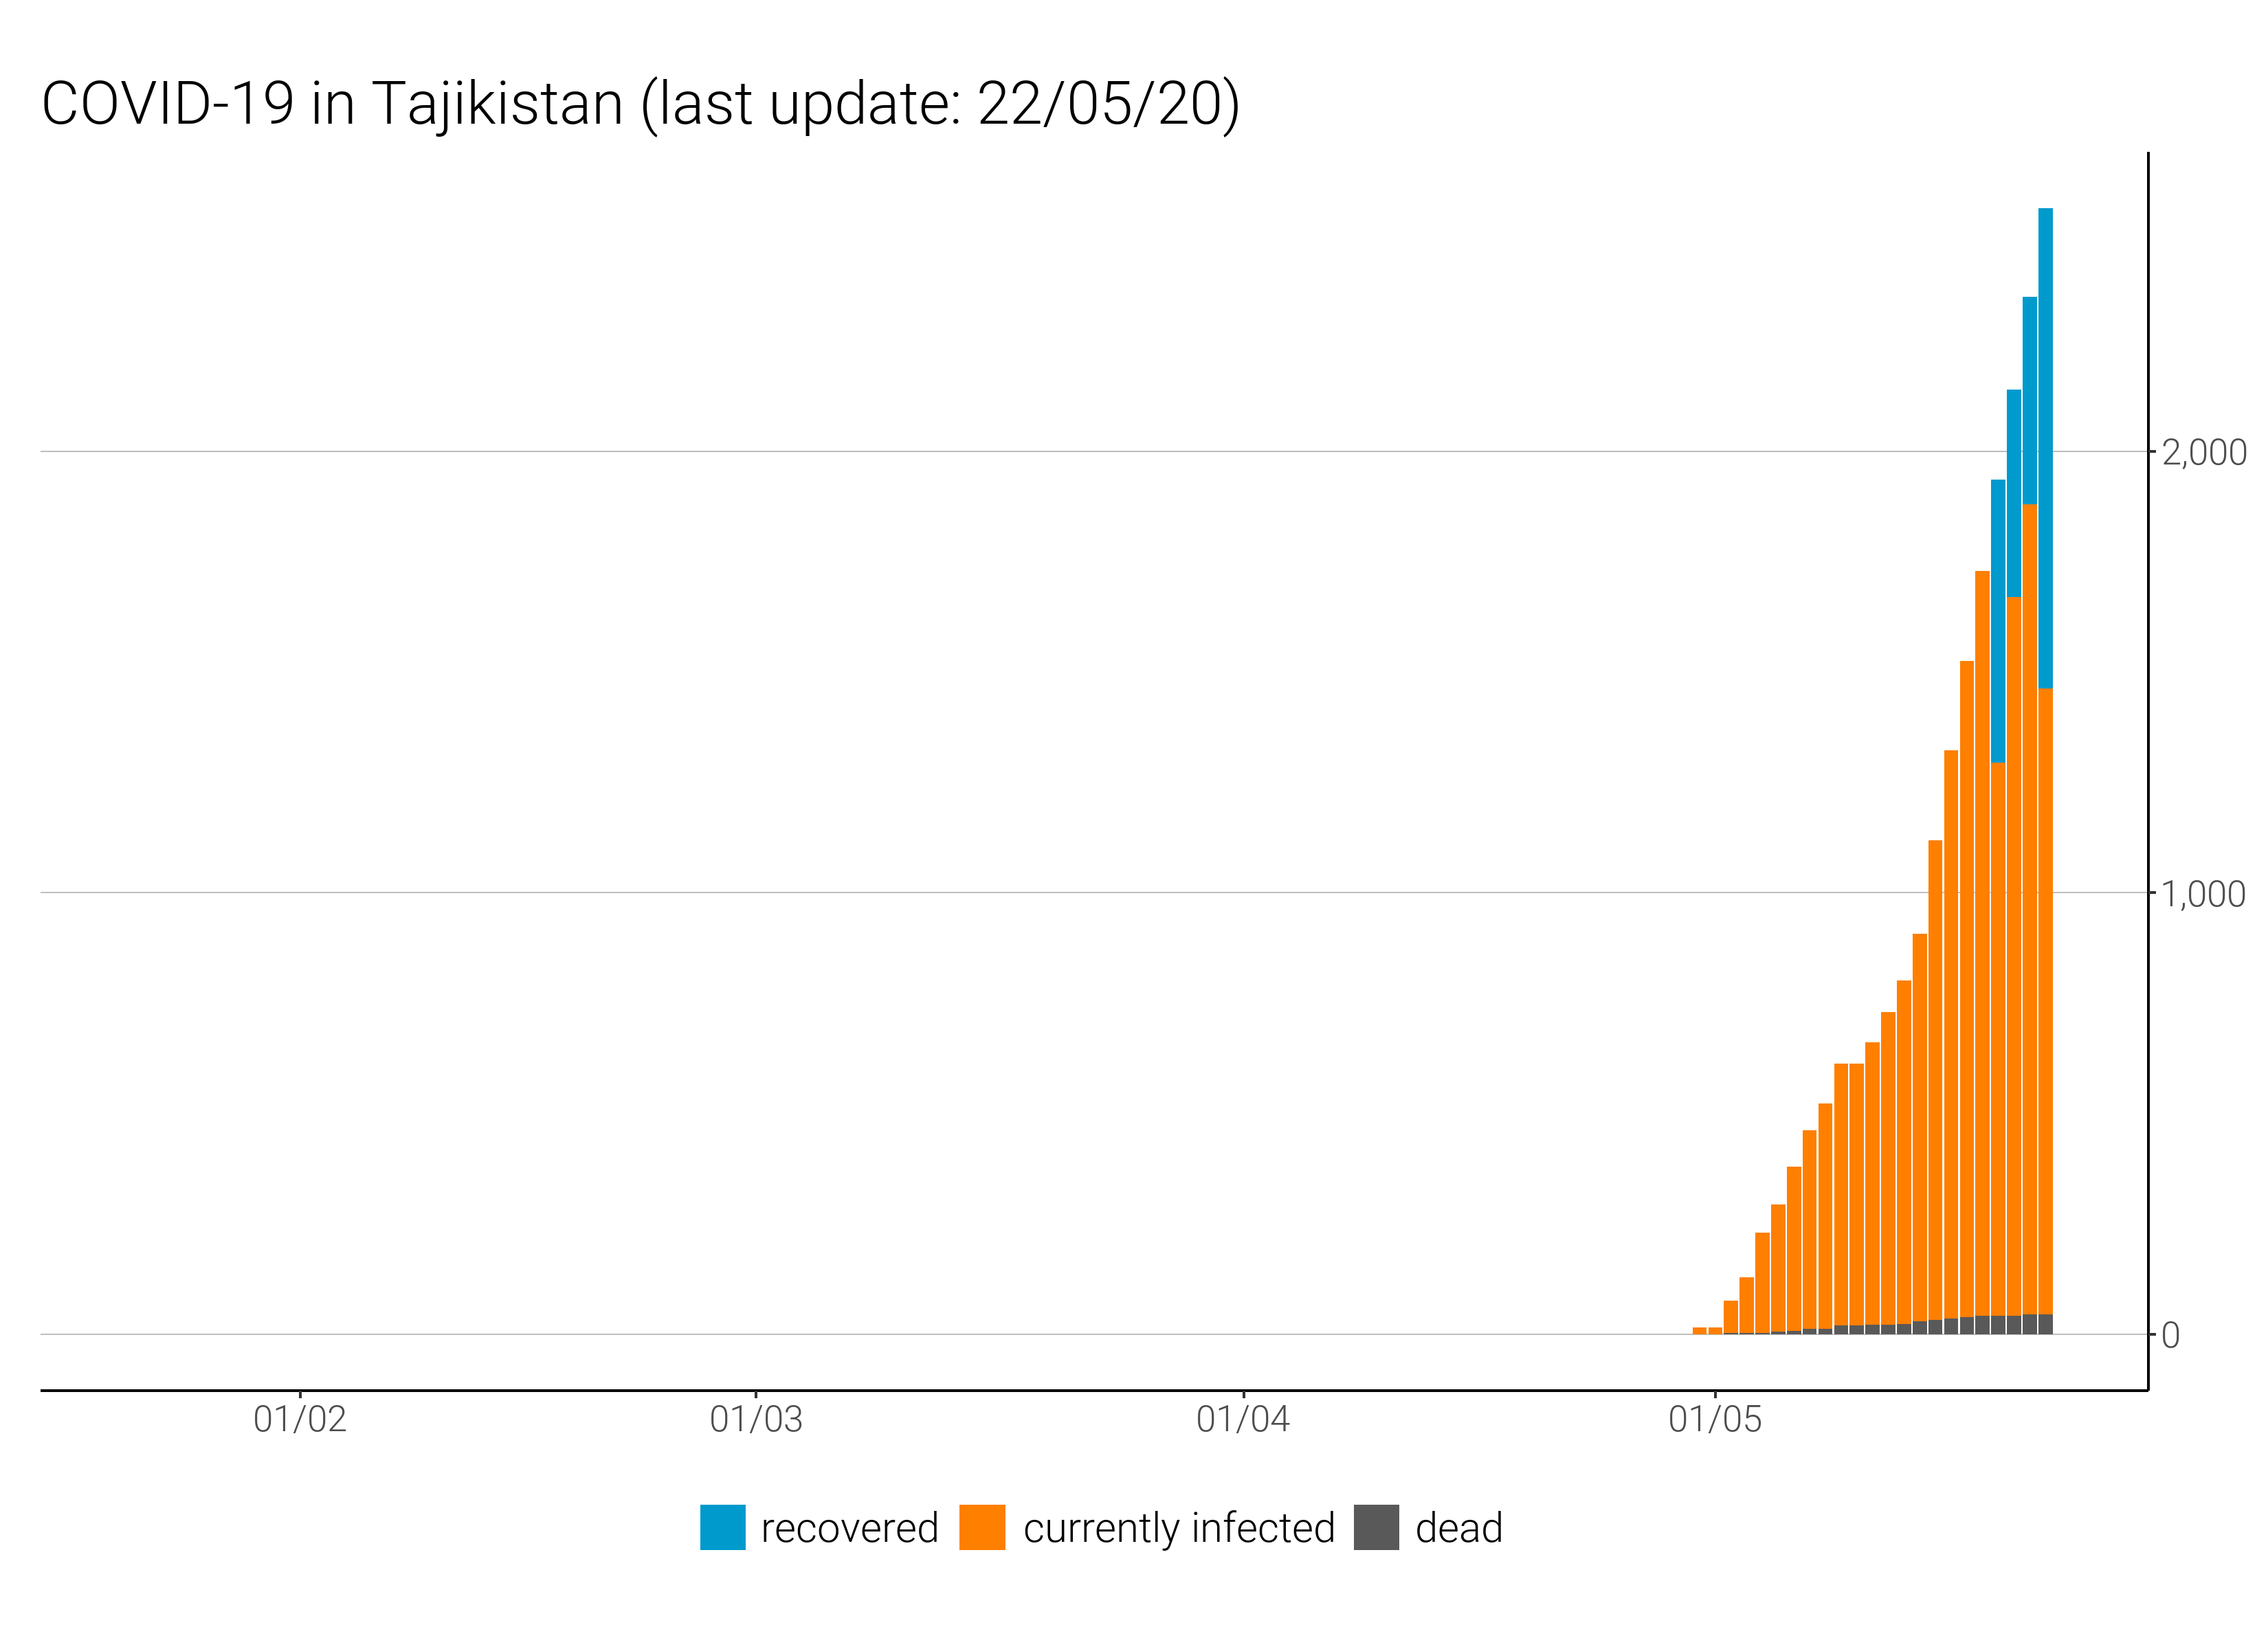 COVID-19 in Tajikistan (last update: 22/05/20)
2,000
1,000
0
01/02 01/03 01/04 01/05
recovered currently infected dead